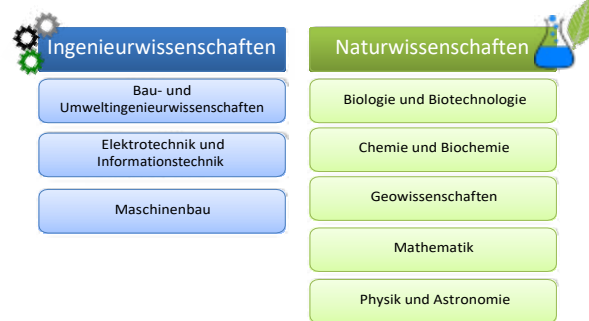 Ingenieurwissenschaften
Bau- und
Umweltingenieurwissenschaften
Elektrotechnik und
Informationstechnik
Maschinenbau
Naturwissenschaften
Biologie und Biotechnologie
Chemie und Biochemie
Geowissenschaften
Mathematik
Physik und Astronomie